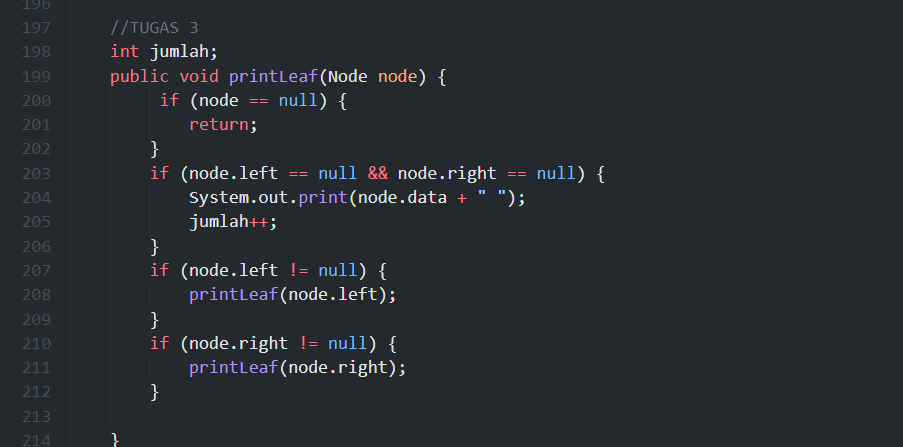 196
197 //TUGAS 3
198 int jumlah;
199 public void printLeaf(Node node) {
200 if (node == null) {
201 return;
202 }
203 if (node.left == null && node.right == null) {
204 System.out.print(node.data + " ");
205 jumlah++;
206 }
207 if (node.left != null) {
208 printLeaf(node.left);
209 }
210 if (node.right != null) {
211 printLeaf(node.right);
212 }
213
214 }